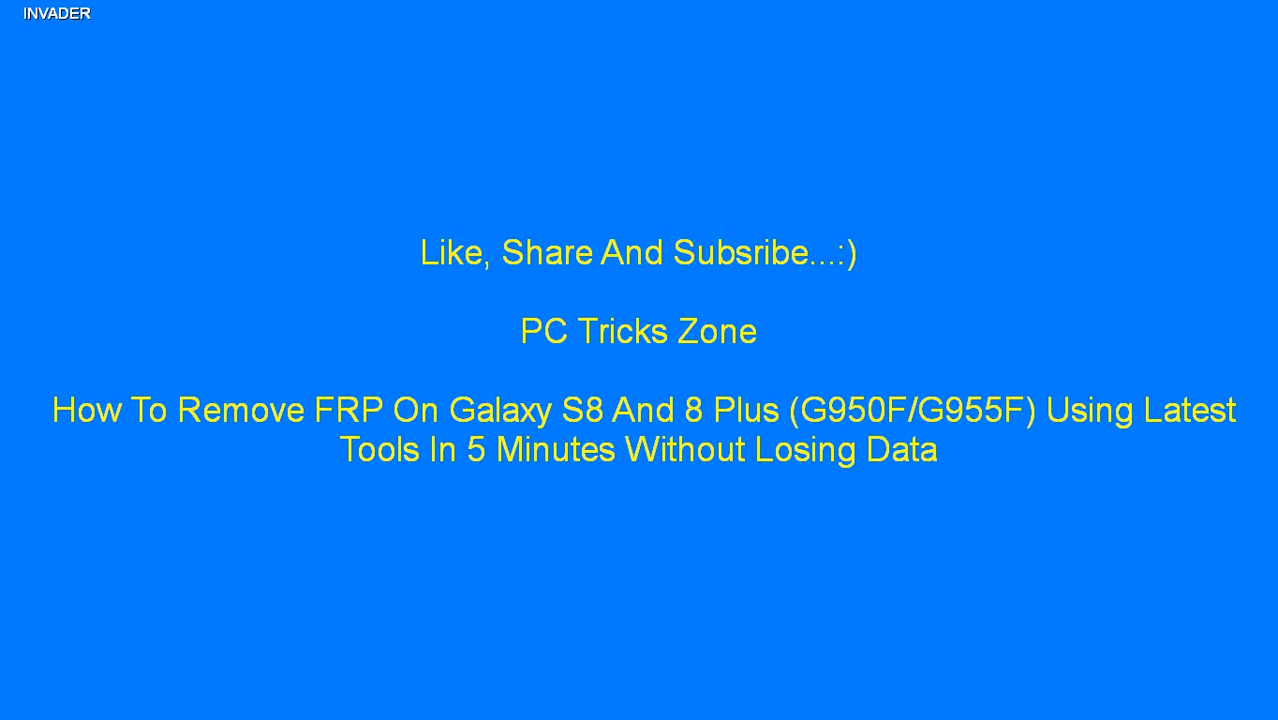 INVADER
Like, Share And Subsribe...:)
PC Tricks Zone
How To Remove FRP On Galaxy S8 And 8 Plus (G950F/G955F) Using Latest
Tools In 5 Minutes Without Losing Data